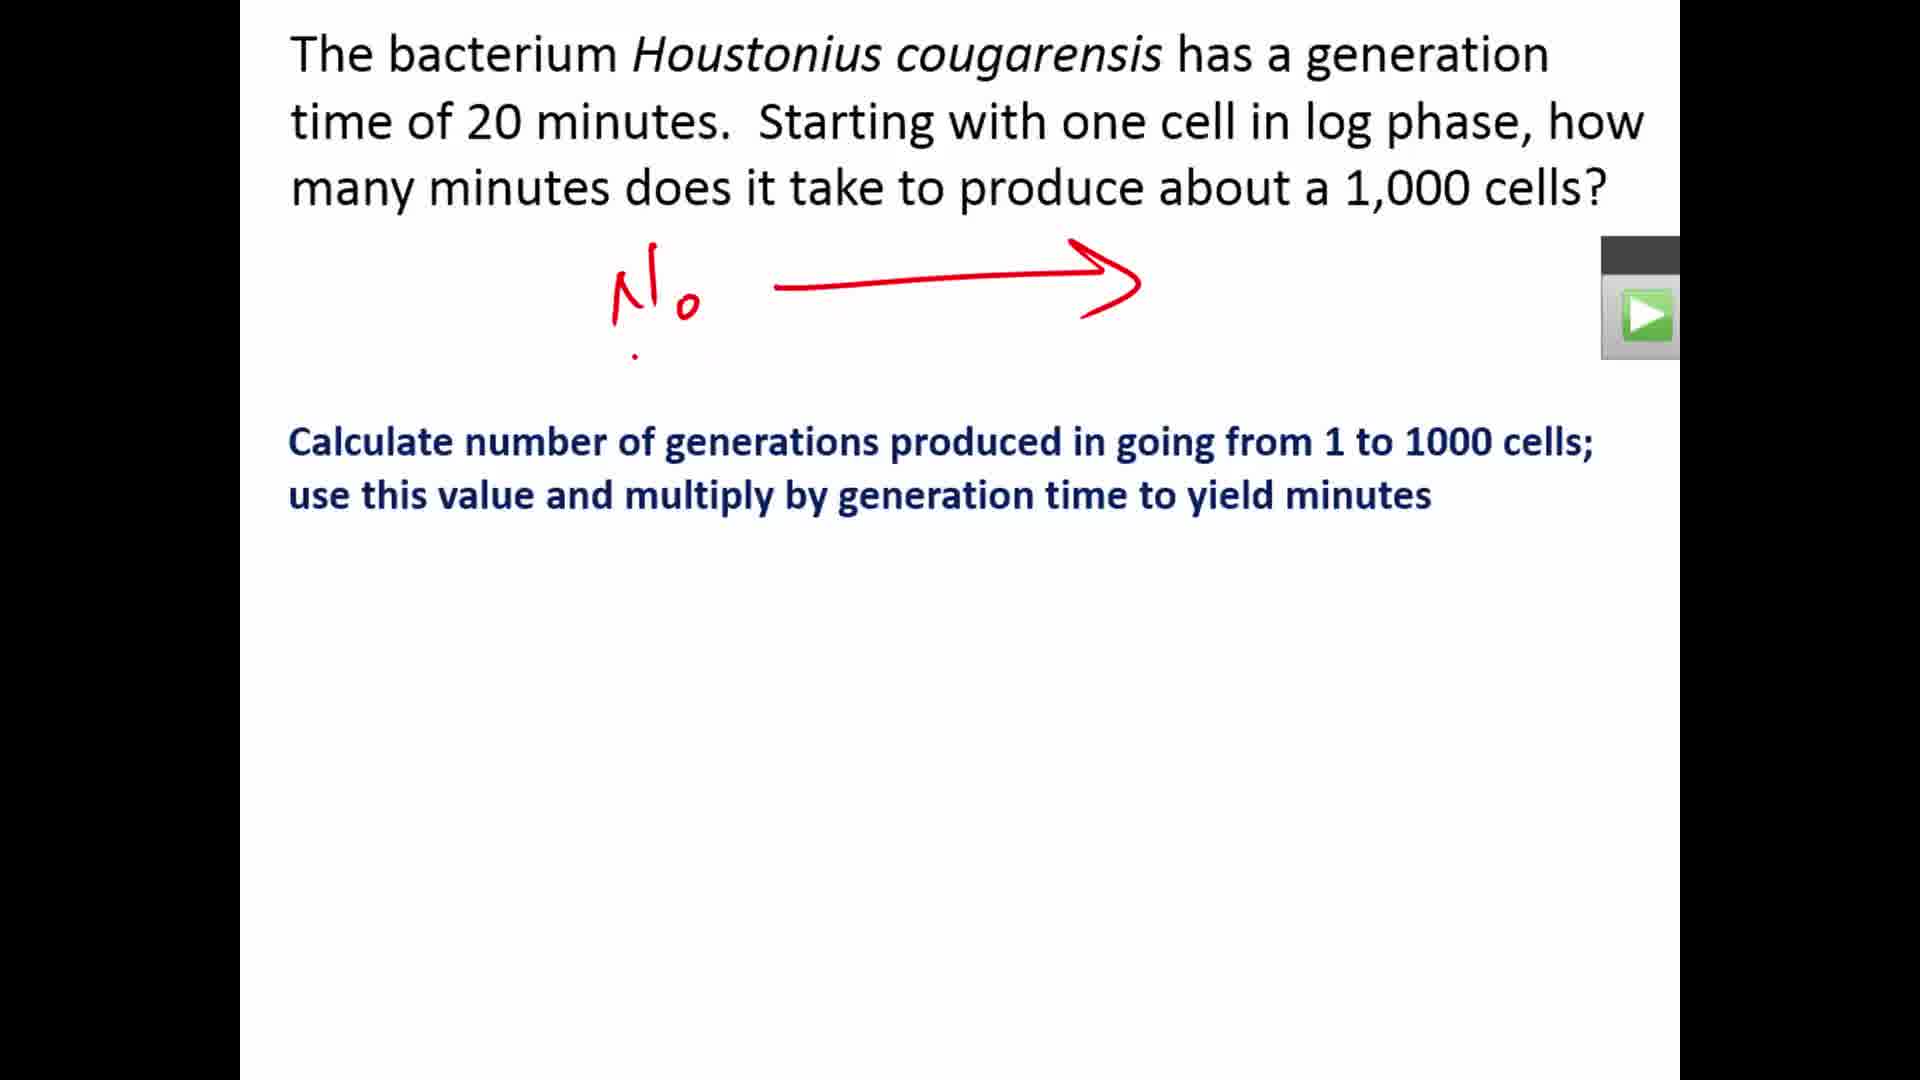 The bacterium Houstonius cougarensis has a generation
time of 20 minutes.  Starting with one cell in log phase, how
many minutes does it take to produce about a 1,000 cells?
N₀
Calculate number of generations produced in going from 1 to 1000 cells;
use this value and multiply by generation time to yield minutes